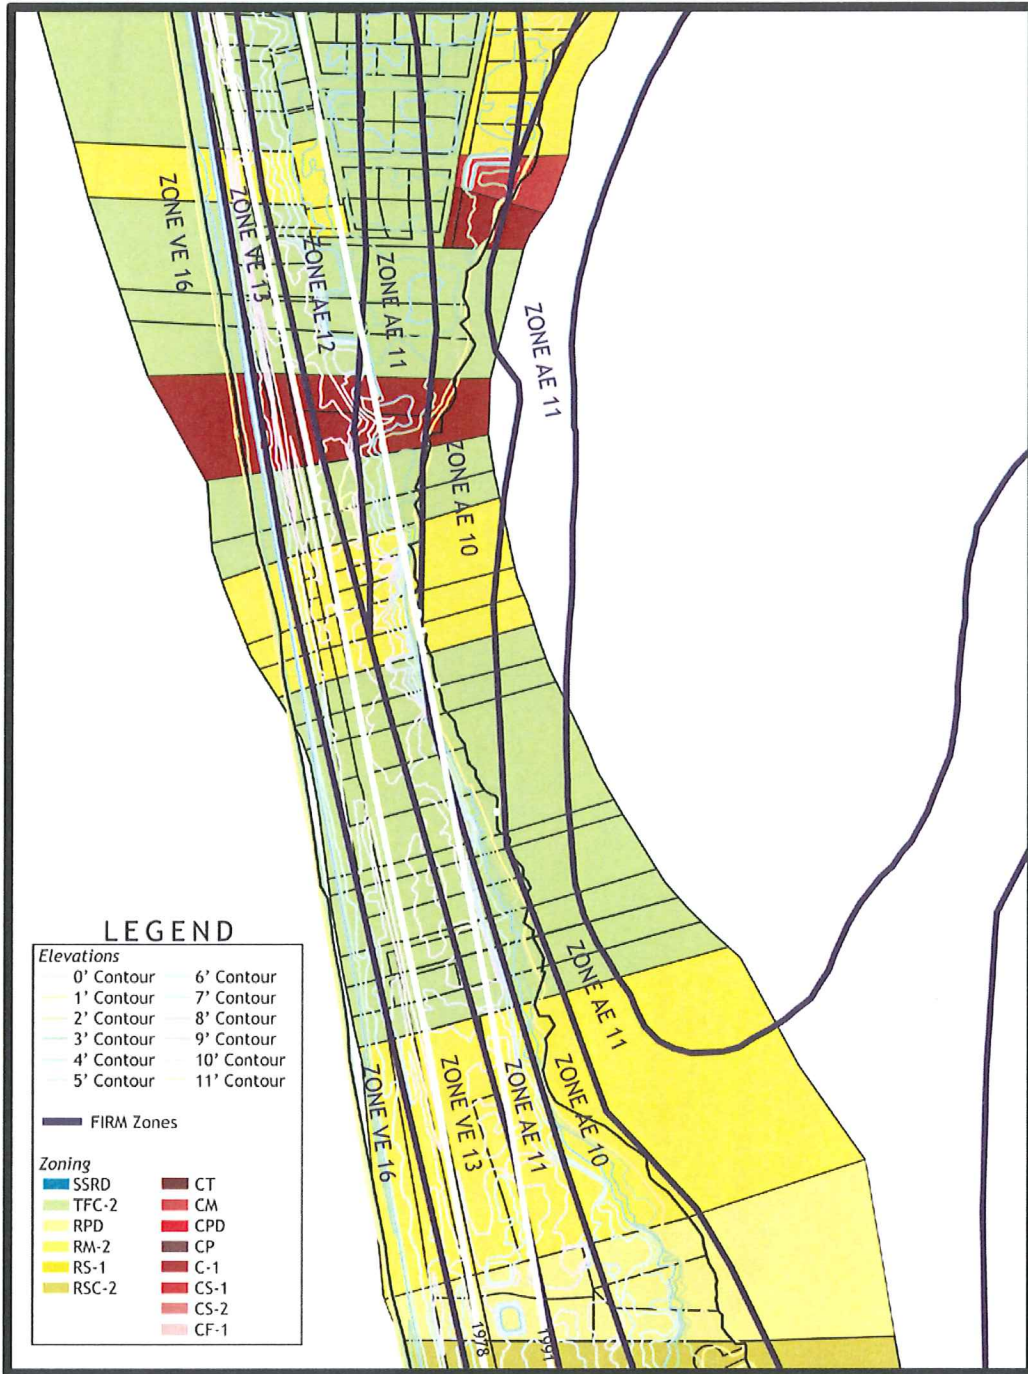 ZONE VE 16
ZONE VE 13
ZONE AE 12
ZONE AE 11
ZONE AE 11
ZONE AE 10
LEGEND
Elevations
0' Contour
1' Contour
2' Contour
3' Contour
4' Contour
5' Contour
6' Contour
7' Contour
8' Contour
9' Contour
10' Contour
11' Contour
FIRM Zones
Zoning
SSRD
TFC-2
RPD
RM-2
RS-1
RSC-2
CT
CM
CPD
CP
C-1
CS-1
CS-2
CF-1
ZONE VE 16
ZONE VE 13
ZONE AE 11
ZONE AE 10
ZONE AE 11
1978
1991